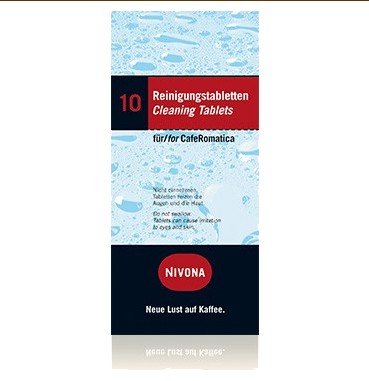 10 Reinigungstabletten
Cleaning Tablets
für/for CafeRomatica
Nicht einnehmen.
Tabletten reizen die
Augen und die Haut.
Do not swallow.
Tablets can cause irritation
to eyes and skin.
NIVONA
Neue Lust auf Kaffee.